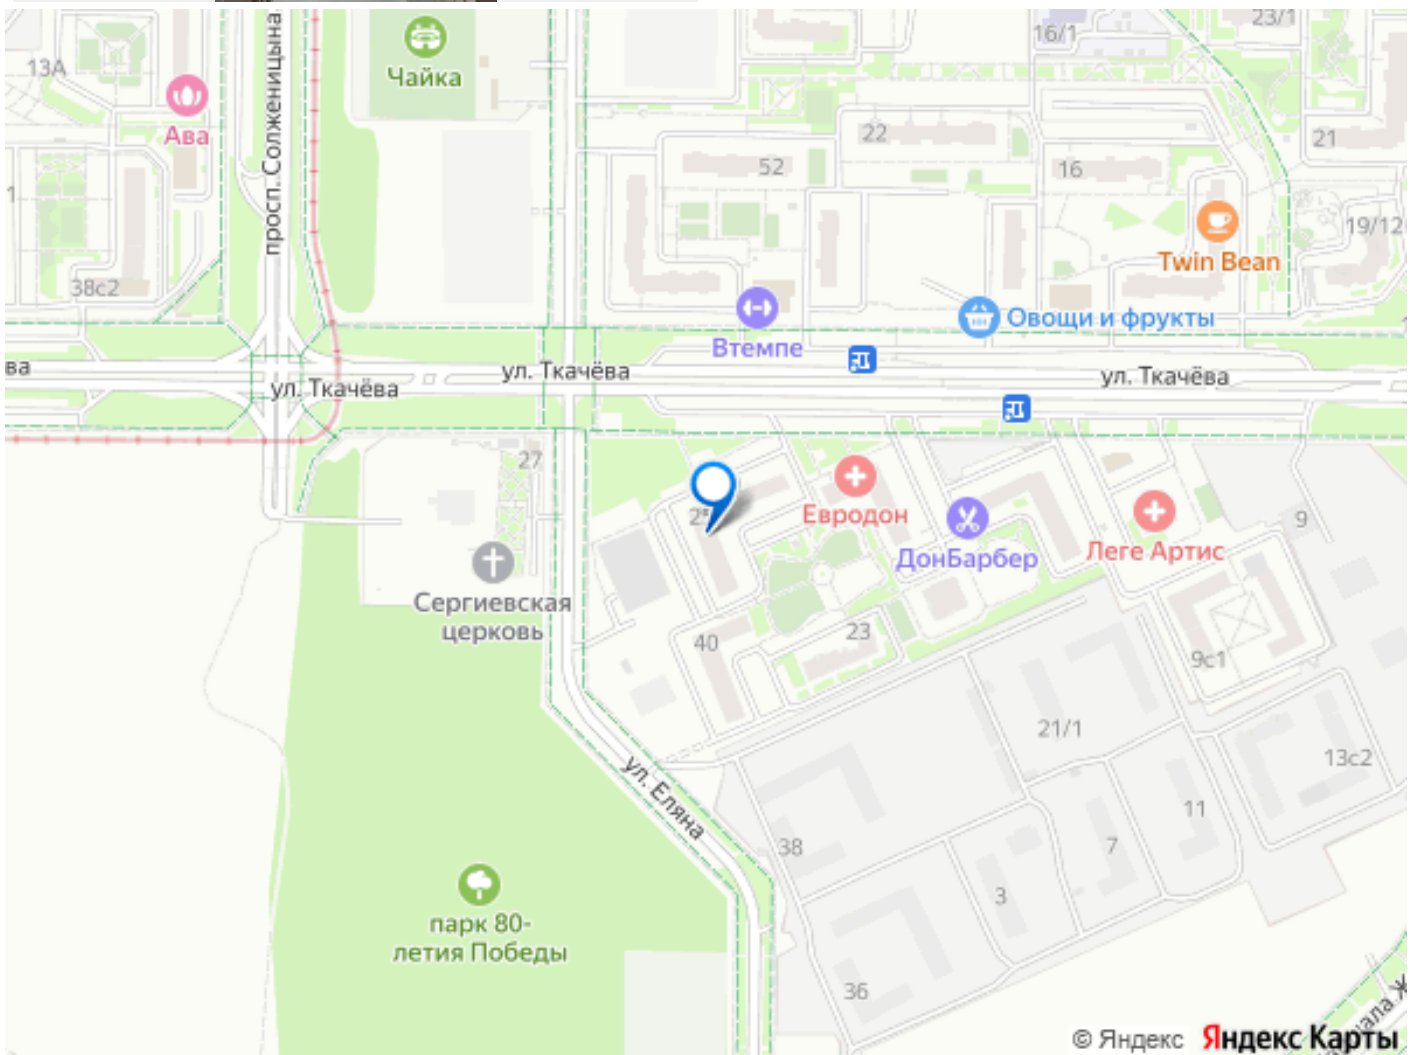 23/1
16/1
13А
Чайка
просп. Солженицына
Ава
22
21
52
16
1
19/12
Twin Bean
38с2
Овощи и фрукты
Втемпе
ва
ул. Ткачёва
ул. Ткачёва
ул. Ткачёва
27
Евродон
9
ДонБарбер
Леге Артис
Сергиевская
церковь
23
40
9с1
21/1
13с2
ул. Еляна
11
38
7
3
парк 80-
летия Победы
36
© Яндекс Яндекс Карты